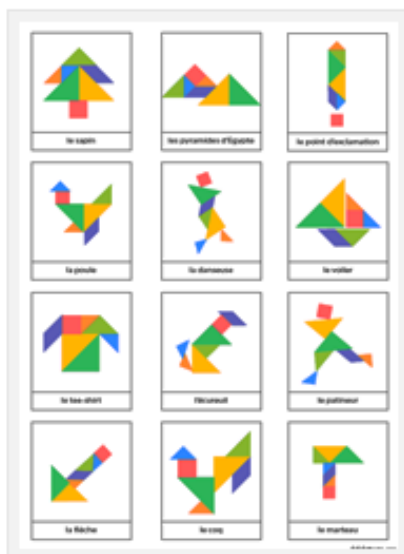 le sapin
les pyramides d'Egypte
le point d'exclamation
la poule
la danseuse
le voilier
le tee-shirt
l'écureuil
le patineur
la flèche
le coq
le marteau